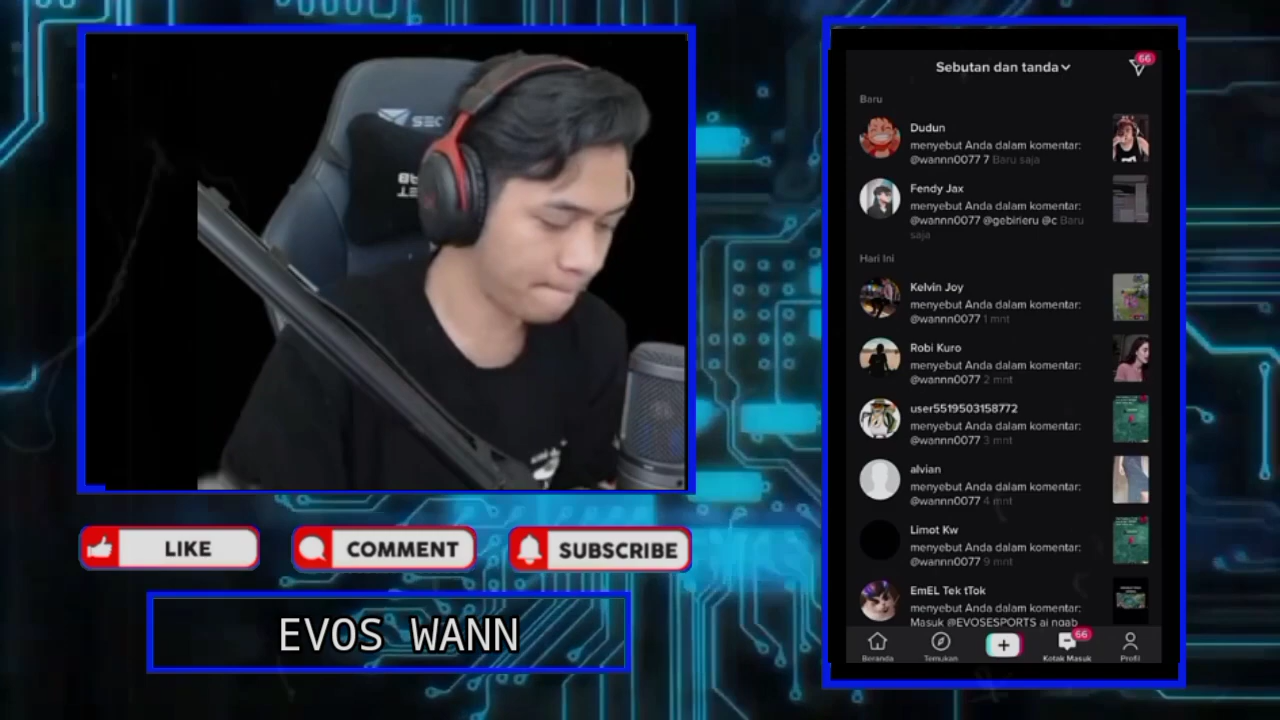 SEC
LIKE
COMMENT
SUBSCRIBE
EVOS WANN
Sebutan dan tanda
66
Baru
Dudun
menyebut Anda dalam komentar:
@wannn0077 7 Baru saja
Fendy Jax
menyebut Anda dalam komentar:
@wannn0077 @gebirieru @c Baru
saja
Hari Ini
Kelvin Joy
menyebut Anda dalam komentar:
@wannn0077 1 mnt
Robi Kuro
menyebut Anda dalam komentar:
@wannn0077 2 mnt
user5519503158772
menyebut Anda dalam komentar:
@wannn0077 3 mnt
alvian
menyebut Anda dalam komentar:
@wannn0077 4 mnt
Limot Kw
menyebut Anda dalam komentar:
@wannn0077 9 mnt
EmEL Tek tTok
menyebut Anda dalam komentar:
Masuk @EVOSESPORTS ai ngab
66
Beranda
Temukan
Kotak Masuk
Profil